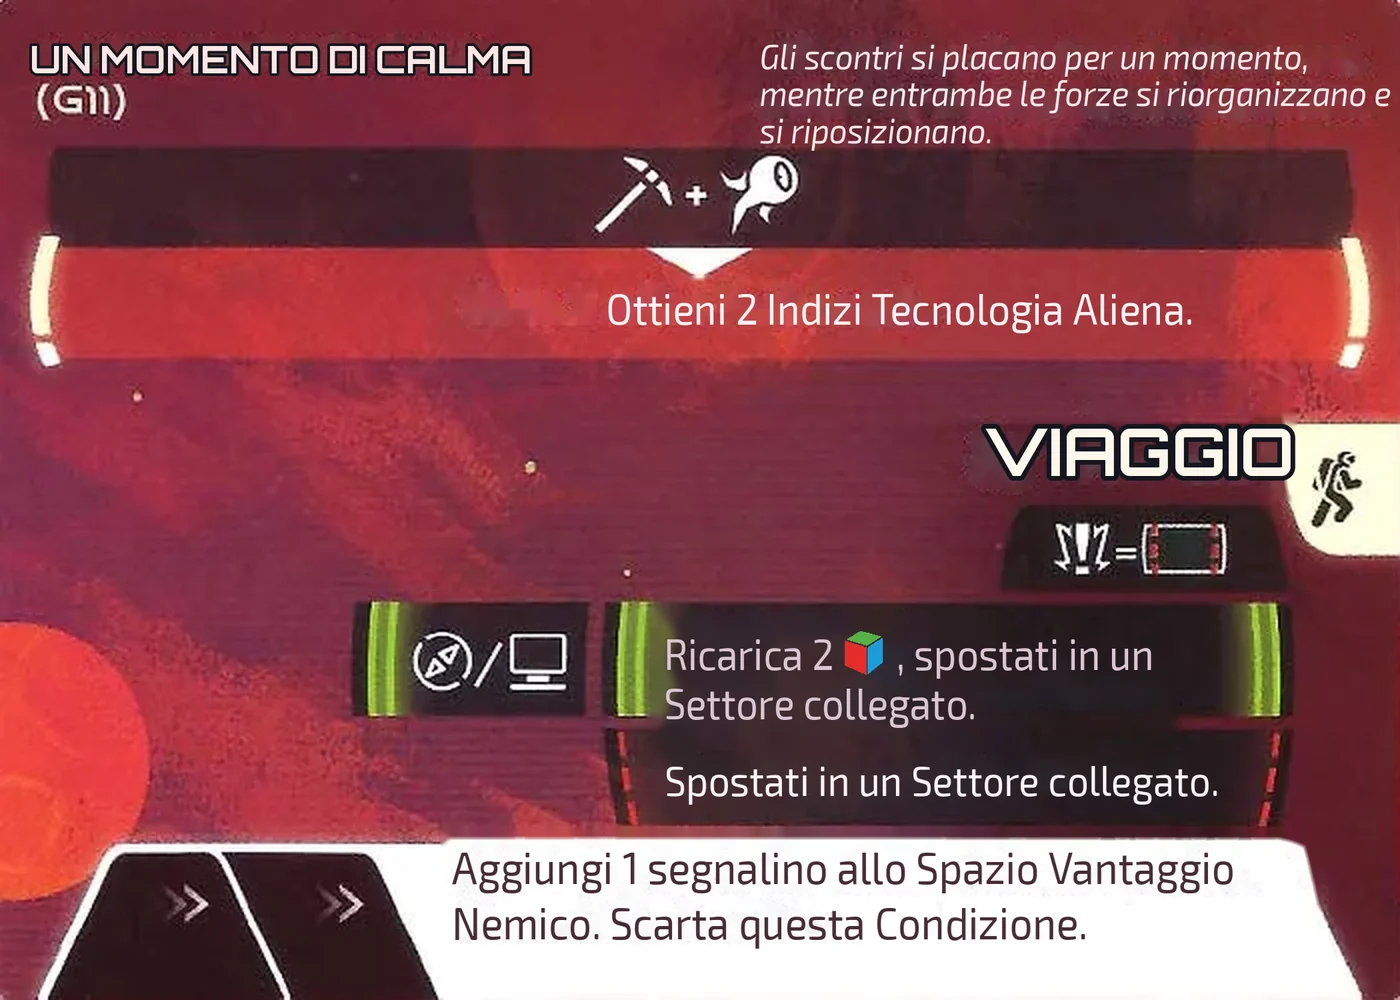 UN MOMENTO DI CALMA
(G11)
Gli scontri si placano per un momento,
mentre entrambe le forze si riorganizzano e
si riposizionano.
+
Ottieni 2 Indizi Tecnologia Aliena.
VIAGGIO
=
/
Ricarica 2 , spostati in un
Settore collegato.
Spostati in un Settore collegato.
Aggiungi 1 segnalino allo Spazio Vantaggio
Nemico. Scarta questa Condizione.